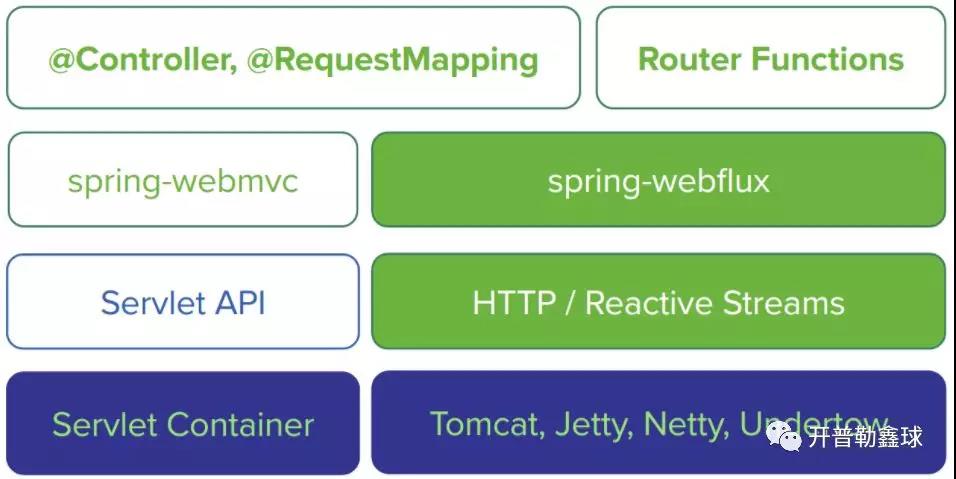 @Controller, @RequestMapping
Router Functions
spring-webmvc
spring-webflux
Servlet API
HTTP / Reactive Streams
Servlet Container
Tomcat, Jetty, Netty, Undertow
开普勒鑫球